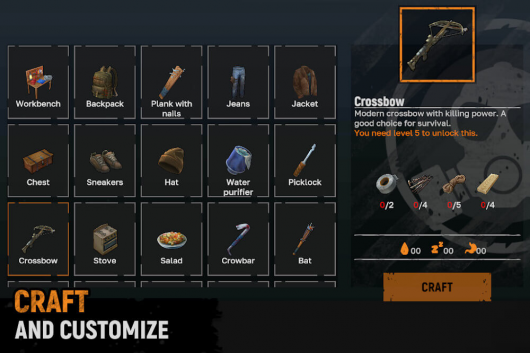 Workbench
Backpack
Plank with
nails
Jeans
Jacket
Chest
Sneakers
Hat
Water
purifier
Picklock
Crossbow
Stove
Salad
Crowbar
Bat
Crossbow
Modern crossbow with killing power. A
good choice for survival.
You need level 5 to unlock this.
0/2 0/4 0/5 0/4
00 00 00
CRAFT
CRAFT
AND CUSTOMIZE